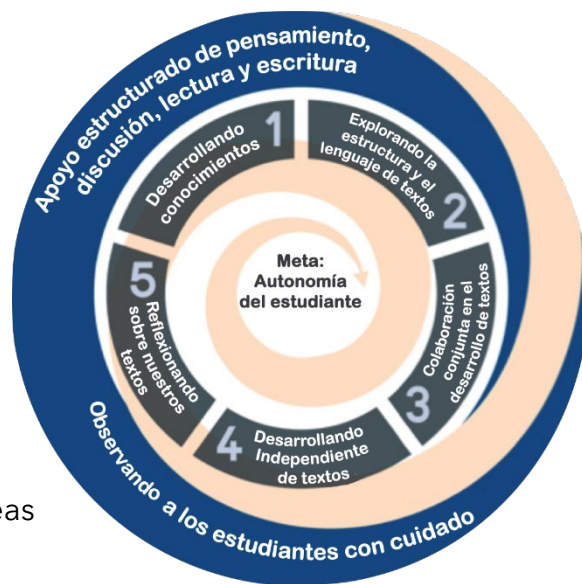 Apoyo estructurado de pensamiento,
discusión, lectura y escritura
1
Desarrollando
conocimientos
Explorando la
estructura y el
lenguaje de textos
2
Colaboración
conjunta en el
desarrollo de textos
3
4
Desarrollando
Independiente
de textos
5
Reflexionando
sobre nuestros
textos
Meta:
Autonomía
del estudiante
Observando a los estudiantes con cuidado